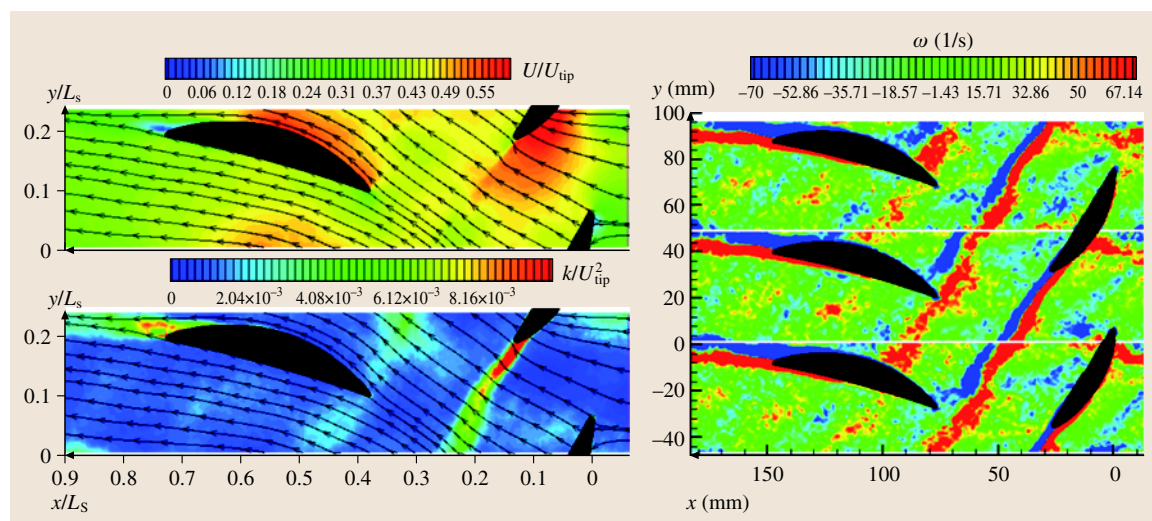 U/U_tip
0 0.06 0.12 0.18 0.24 0.31 0.37 0.43 0.49 0.55
y/L_s
0.2
0.1
0
k/U²_tip
0 2.04×10⁻³ 4.08×10⁻³ 6.12×10⁻³ 8.16×10⁻³
y/L_s
0.2
0.1
0
0.9 0.8 0.7 0.6 0.5 0.4 0.3 0.2 0.1 0
x/L_S
ω (1/s)
−70 −52.86 −35.71 −18.57 −1.43 15.71 32.86 50 67.14
y (mm)
100
80
60
40
20
0
−20
−40
150 100 50 0
x (mm)